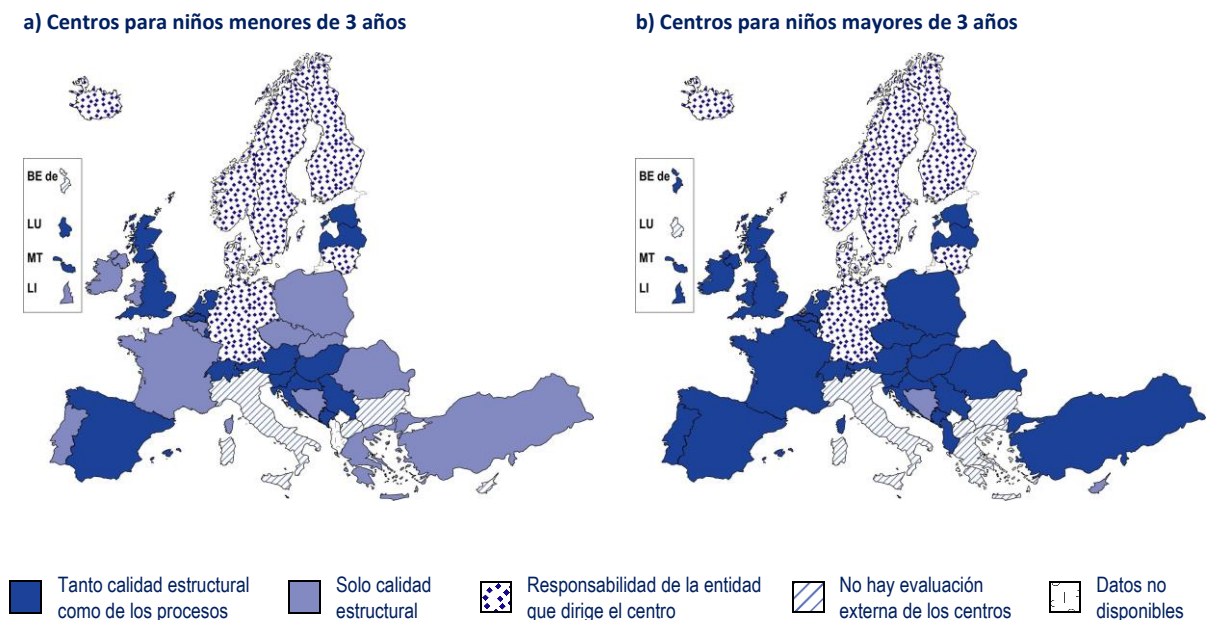 a) Centros para niños menores de 3 años
b) Centros para niños mayores de 3 años
BE de
LU
MT
LI
BE de
LU
MT
LI
Tanto calidad estructural
como de los procesos
Solo calidad
estructural
Responsabilidad de la entidad
que dirige el centro
No hay evaluación
externa de los centros
Datos no
disponibles